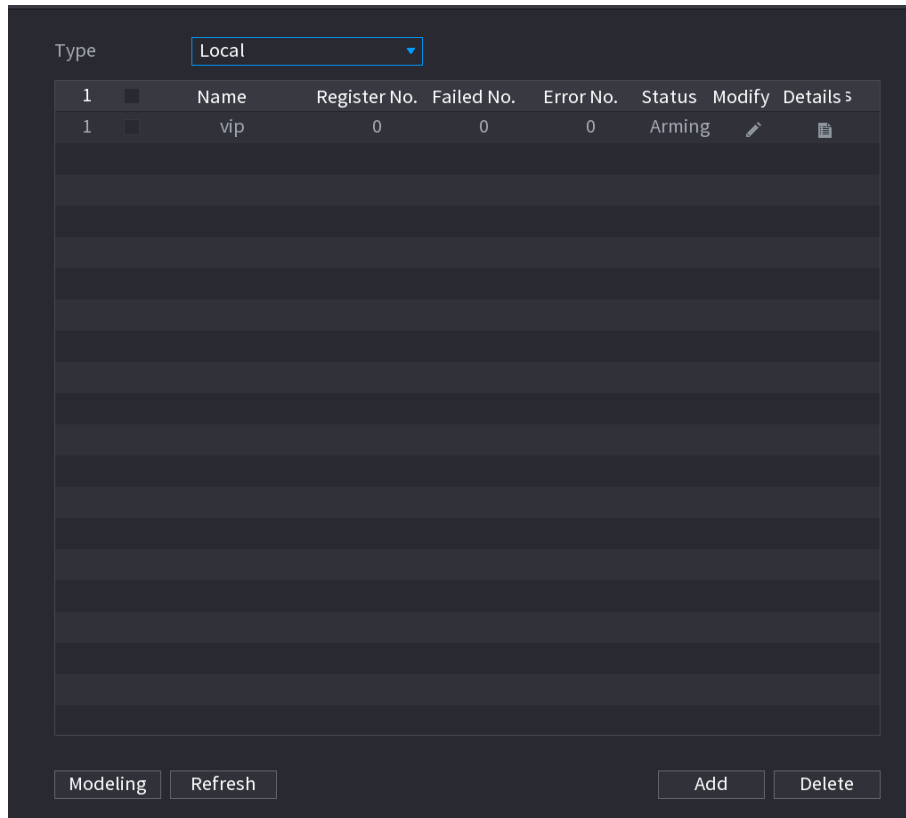 Type Local
1 Name Register No. Failed No. Error No. Status Modify Details s
1 vip 0 0 0 Arming
Modeling Refresh Add Delete